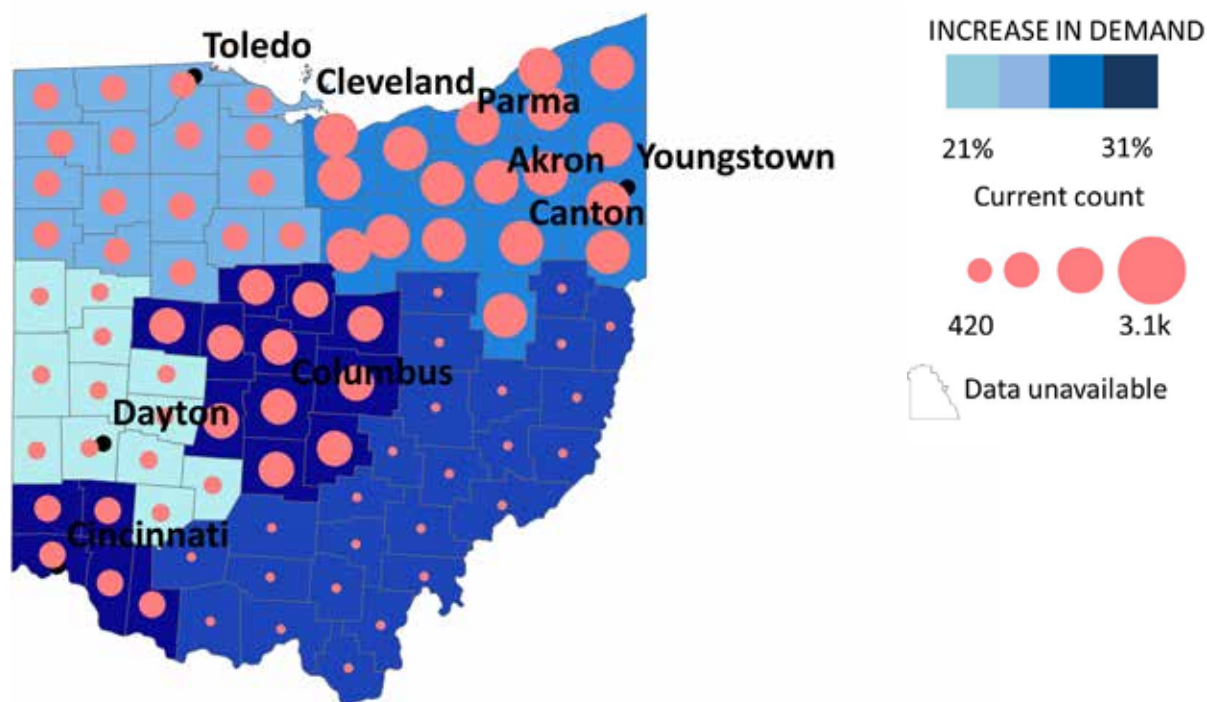 Toledo
Cleveland
Parma
Akron
Youngstown
Canton
Columbus
Dayton
Cincinnati
INCREASE IN DEMAND
21% 31%
Current count
420 3.1k
Data unavailable